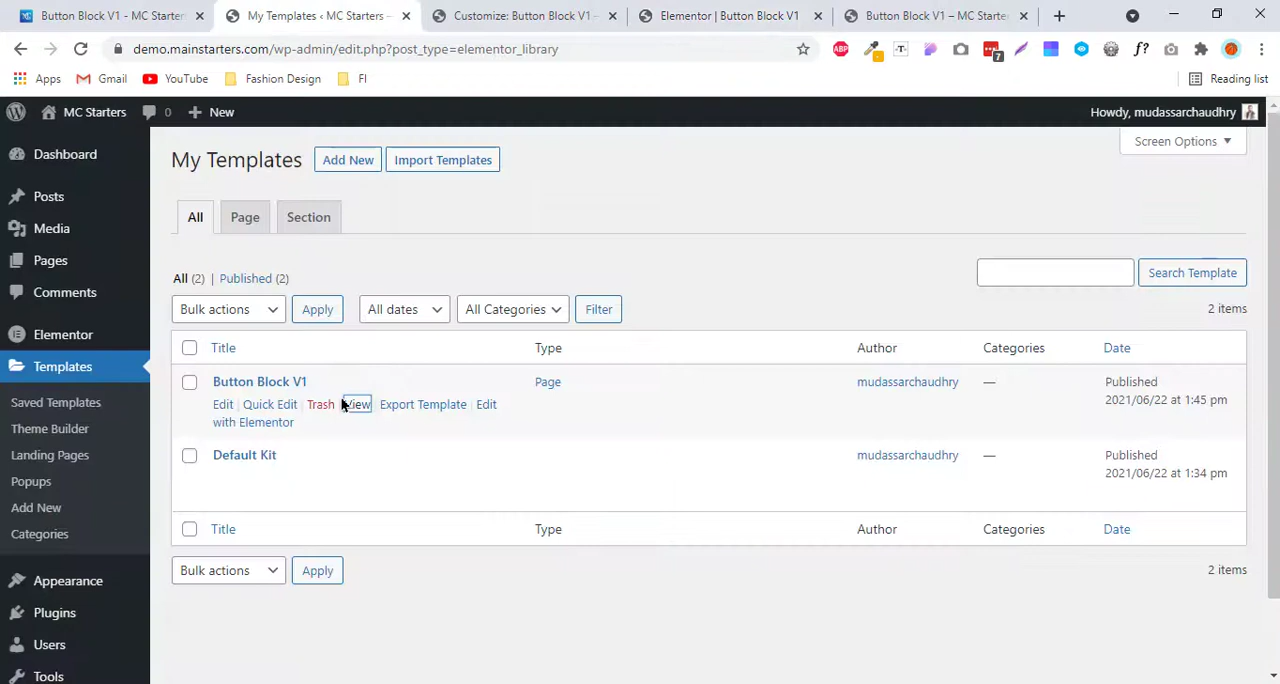 Button Block V1 - MC Starter
My Templates ‹ MC Starters –
Customize: Button Block V1 –
Elementor | Button Block V1
Button Block V1 – MC Starte
demo.mainstarters.com/wp-admin/edit.php?post_type=elementor_library
ABP
-T-
7
f?
Apps
Gmail
YouTube
Fashion Design
FI
Reading list
MC Starters
0
New
Howdy, mudassarchaudhry
Dashboard
Posts
Media
Pages
Comments
Elementor
Templates
Saved Templates
Theme Builder
Landing Pages
Popups
Add New
Categories
Appearance
Plugins
Users
Tools
My Templates
Add New
Import Templates
Screen Options
All
Page
Section
All (2) | Published (2)
Search Template
Bulk actions
Apply
All dates
All Categories
Filter
2 items
Title
Type
Author
Categories
Date
Button Block V1
Page
mudassarchaudhry
—
Published
2021/06/22 at 1:45 pm
Edit | Quick Edit | Trash | View | Export Template | Edit
with Elementor
Default Kit
mudassarchaudhry
—
Published
2021/06/22 at 1:34 pm
Title
Type
Author
Categories
Date
Bulk actions
Apply
2 items